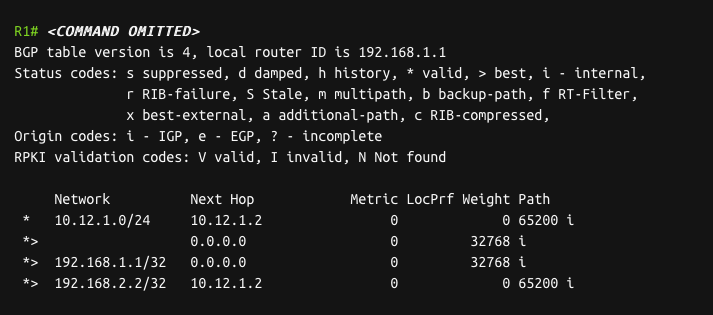 R1# <COMMAND OMITTED>
BGP table version is 4, local router ID is 192.168.1.1
Status codes: s suppressed, d damped, h history, * valid, > best, i - internal,
              r RIB-failure, S Stale, m multipath, b backup-path, f RT-Filter,
              x best-external, a additional-path, c RIB-compressed,
Origin codes: i - IGP, e - EGP, ? - incomplete
RPKI validation codes: V valid, I invalid, N Not found

     Network          Next Hop            Metric LocPrf Weight Path
 *   10.12.1.0/24     10.12.1.2                0             0 65200 i
 *>                   0.0.0.0                  0         32768 i
 *>  192.168.1.1/32   0.0.0.0                  0         32768 i
 *>  192.168.2.2/32   10.12.1.2                0             0 65200 i